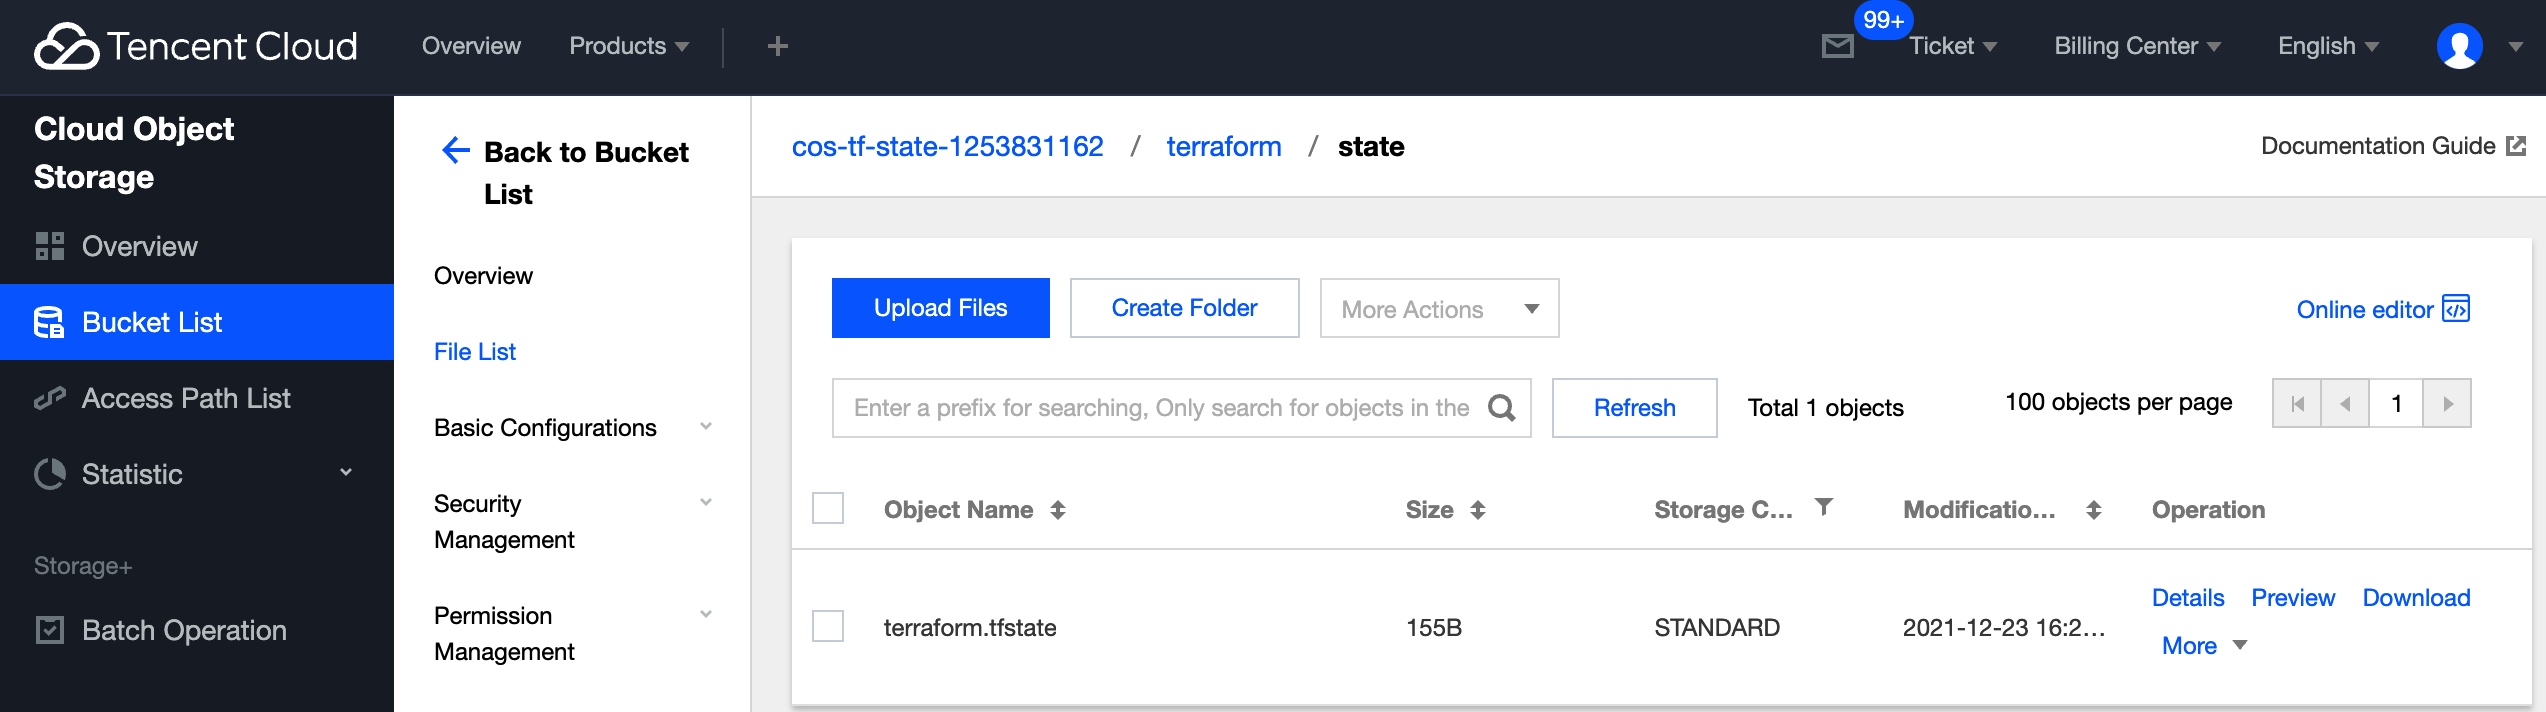 Tencent Cloud
Overview
Products
+
99+
Ticket
Billing Center
English
Cloud Object
Storage
Overview
Bucket List
Access Path List
Statistic
Storage+
Batch Operation
Back to Bucket
List
Overview
File List
Basic Configurations
Security
Management
Permission
Management
cos-tf-state-1253831162 / terraform / state
Documentation Guide
Upload Files
Create Folder
More Actions
Online editor
Enter a prefix for searching, Only search for objects in the
Refresh
Total 1 objects
100 objects per page
1
Object Name
Size
Storage C...
Modificatio...
Operation
terraform.tfstate
155B
STANDARD
2021-12-23 16:2...
Details
Preview
Download
More